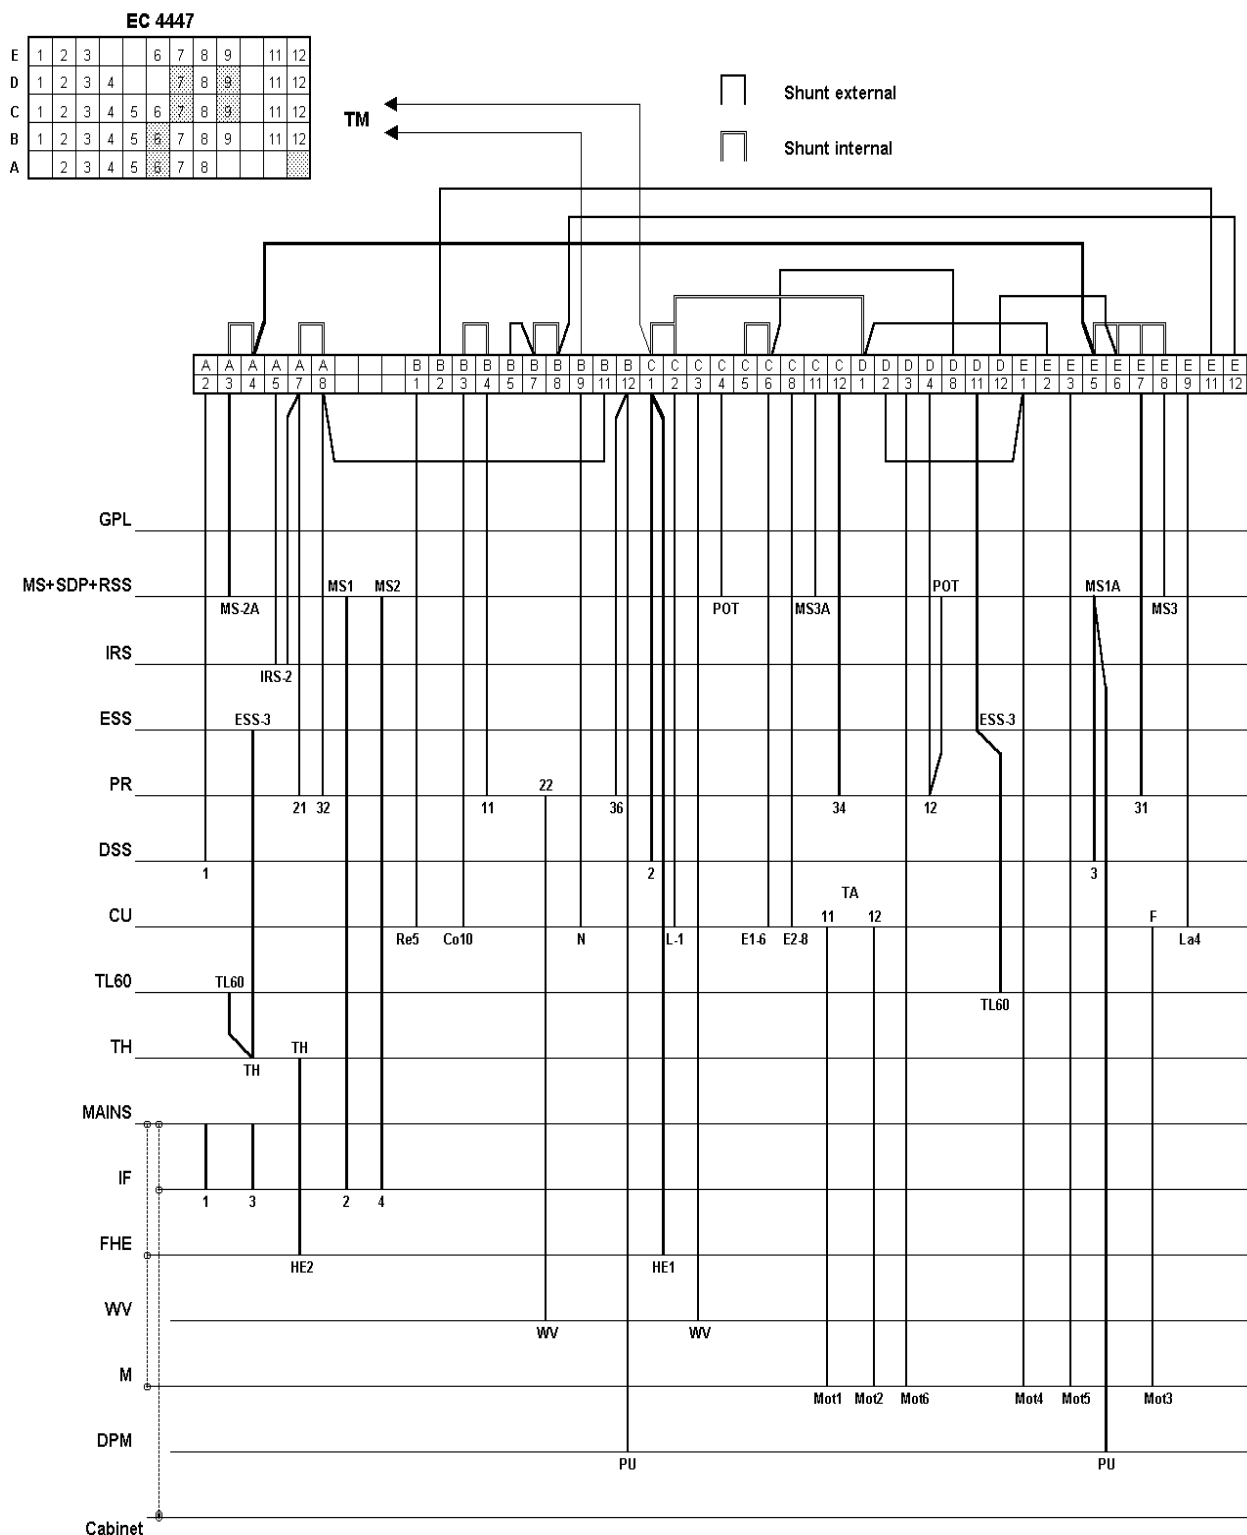 EC 4447
E 1 2 3 6 7 8 9 11 12
D 1 2 3 4 7 8 9 11 12
C 1 2 3 4 5 6 7 8 9 11 12
B 1 2 3 4 5 6 7 8 9 11 12
A 2 3 4 5 6 7 8
TM
Shunt external
Shunt internal
A A A A A A B B B B B B B B B B C C C C C C C C C D D D D D D D E E E E E E E E E E
2 3 4 5 7 8 1 2 3 4 5 7 8 9 11 12 1 2 3 4 5 6 8 11 12 1 2 3 4 8 11 12 1 2 3 5 6 7 8 9 11 12
GPL
MS1 MS2 POT MS1A
MS+SDP+RSS
MS-2A POT MS3A MS3
IRS
IRS-2
ESS-3 ESS-3
ESS
22
PR
21 32 11 36 34 12 31
DSS
1 2 3
TA
11 12 F
CU
Re5 Co10 N L-1 E1-6 E2-8 La4
TL60
TL60
TL60
TH
TH
TH
MAINS
IF
1 3 2 4
FHE
HE2 HE1
WV
WV WV
M
Mot1 Mot2 Mot6 Mot4 Mot5 Mot3
DPM
PU PU
Cabinet